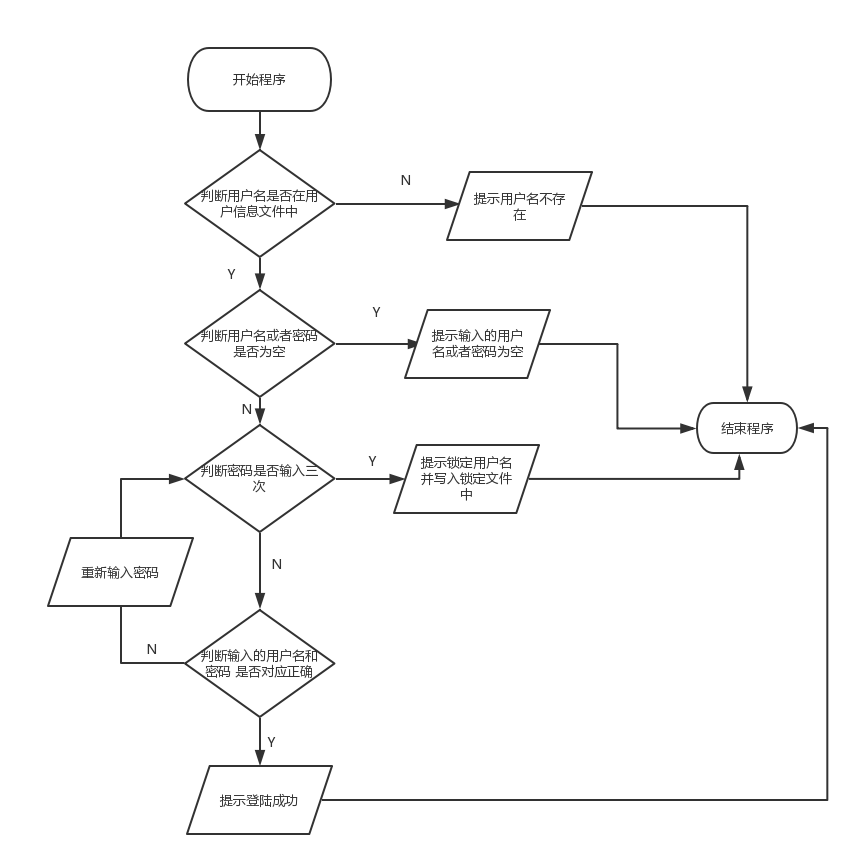 开始程序
判断用户名是否在用
户信息文件中
N
提示用户名不存
在
Y
判断用户名或者密码
是否为空
Y
提示输入的用户
名或者密码为空
N
结束程序
判断密码是否输入三
次
Y
提示锁定用户名
并写入锁定文件
中
重新输入密码
N
判断输入的用户名和
密码 是否对应正确
N
Y
提示登陆成功